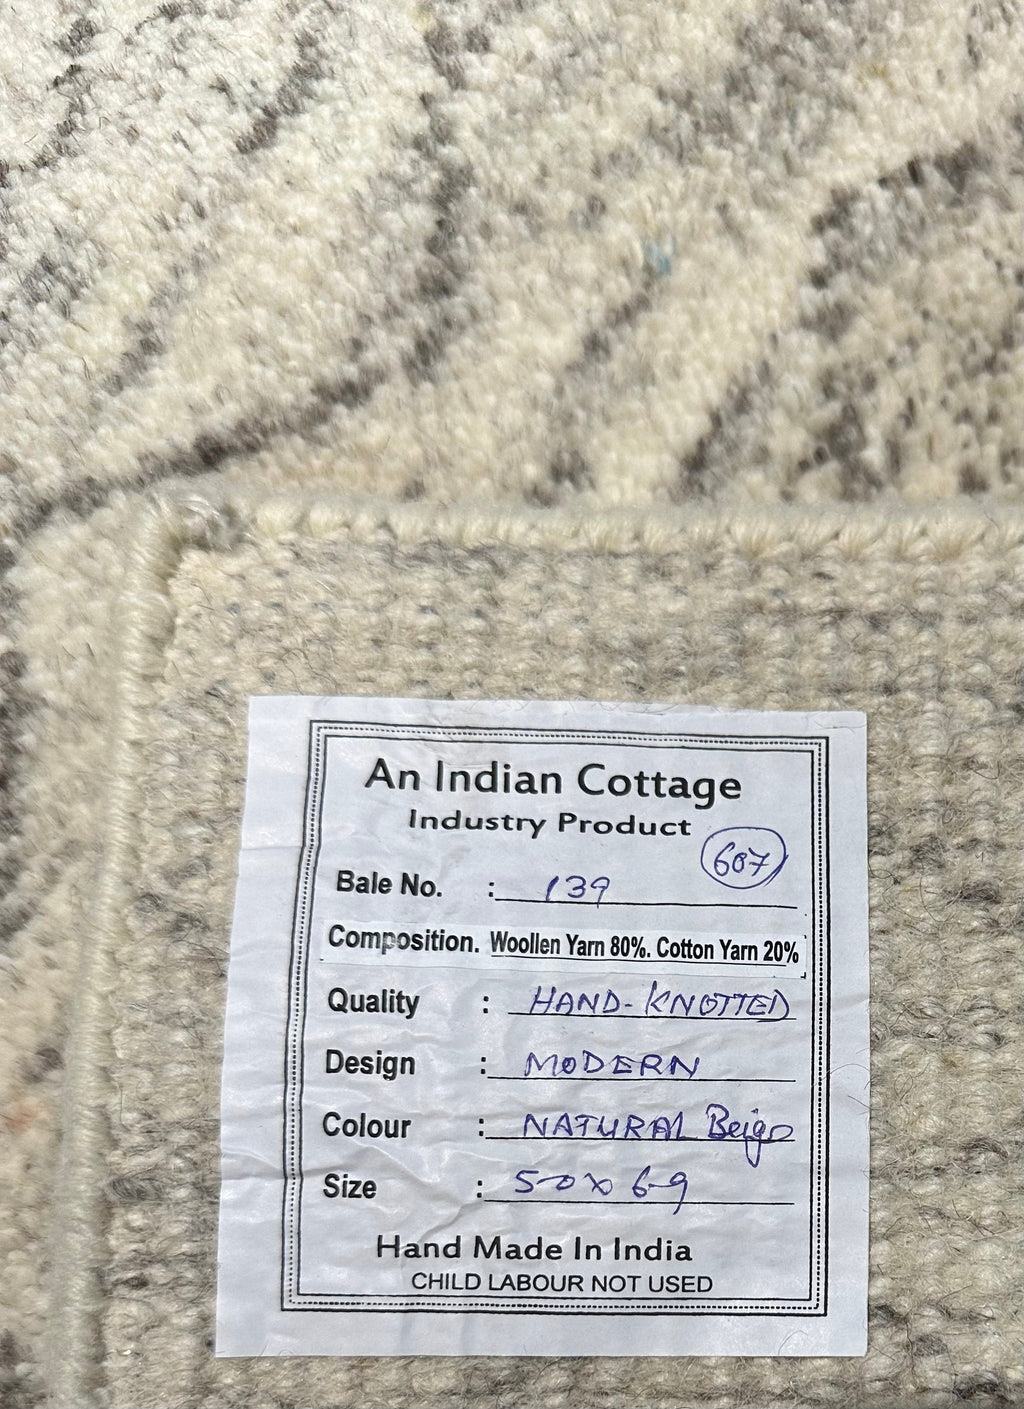 An Indian Cottage
Industry Product
607
Bale No. : 139
Composition. Woollen Yarn 80%. Cotton Yarn 20%
Quality : HAND-KNOTTED
Design : MODERN
Colour : NATURAL Beige
Size : 5-0 x 6-9
Hand Made In India
CHILD LABOUR NOT USED